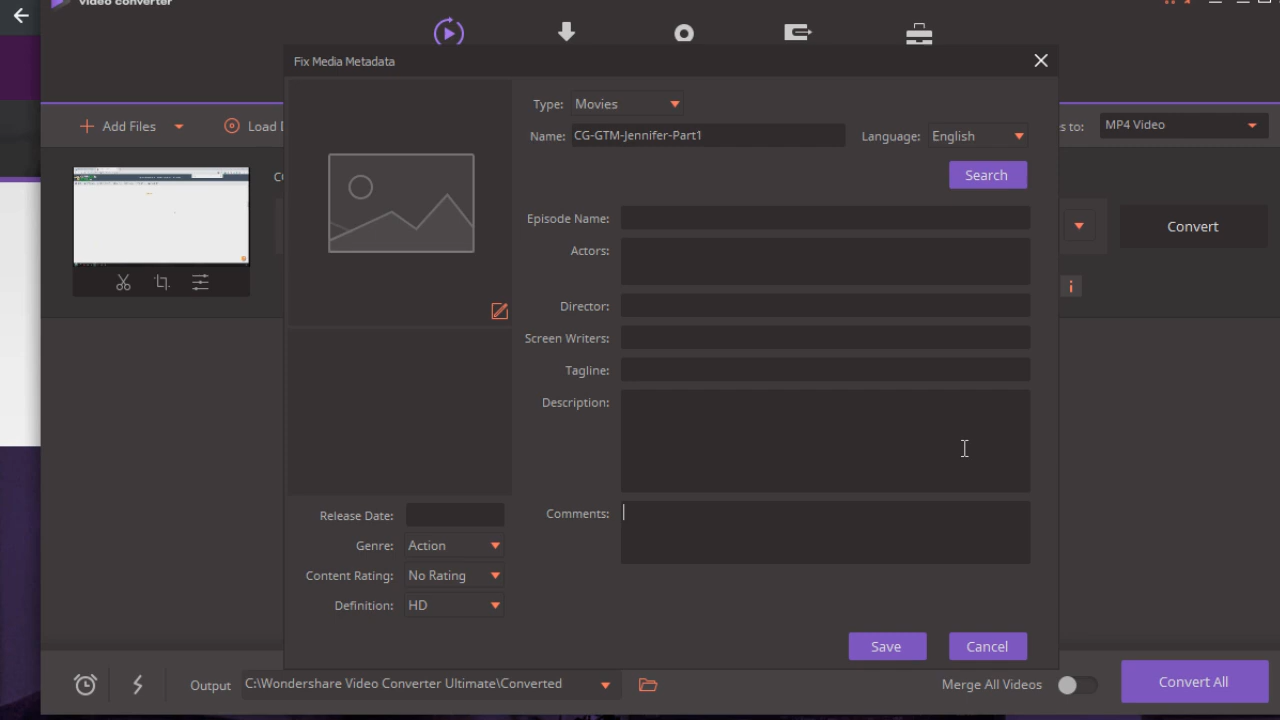 video converter
Fix Media Metadata
Type: Movies
Add Files
Load D
Name: CG-GTM-Jennifer-Part1
Language: English
s to: MP4 Video
Search
Episode Name:
Convert
Actors:
i
Director:
Screen Writers:
Tagline:
Description:
Comments:
Release Date:
Genre: Action
Content Rating: No Rating
Definition: HD
Save
Cancel
Output C:\Wondershare Video Converter Ultimate\Converted
Merge All Videos
Convert All